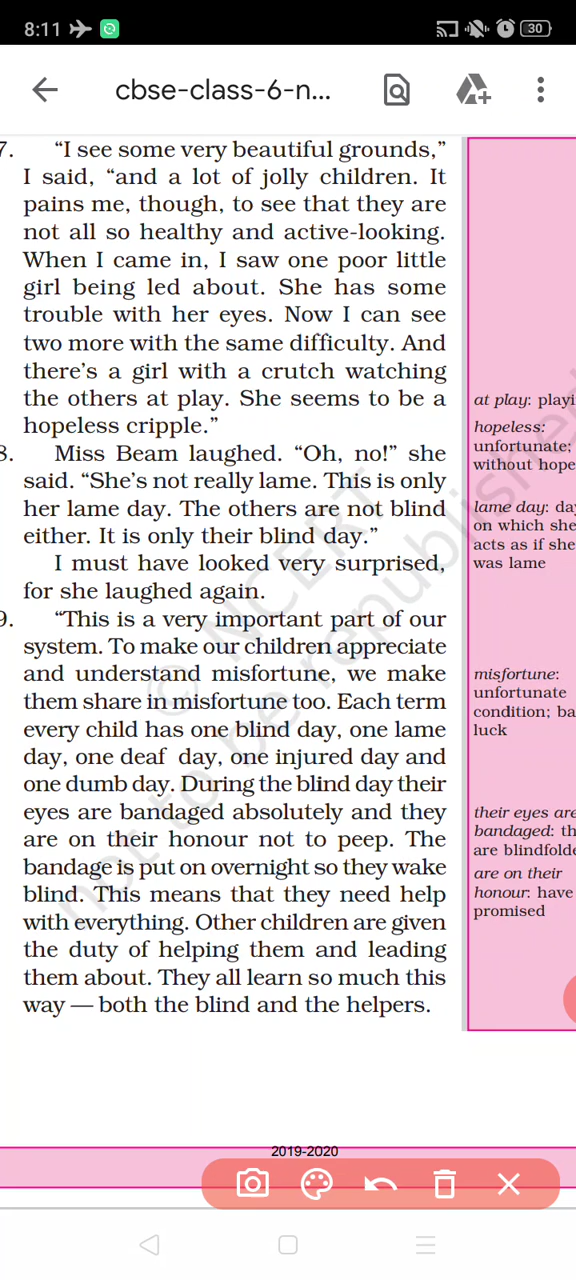 8:11
30
cbse-class-6-n...
7. “I see some very beautiful grounds,”
I said, “and a lot of jolly children. It
pains me, though, to see that they are
not all so healthy and active-looking.
When I came in, I saw one poor little
girl being led about. She has some
trouble with her eyes. Now I can see
two more with the same difficulty. And
there’s a girl with a crutch watching
the others at play. She seems to be a
hopeless cripple.”
8. Miss Beam laughed. “Oh, no!” she
said. “She’s not really lame. This is only
her lame day. The others are not blind
either. It is only their blind day.”
I must have looked very surprised,
for she laughed again.
9. “This is a very important part of our
system. To make our children appreciate
and understand misfortune, we make
them share in misfortune too. Each term
every child has one blind day, one lame
day, one deaf day, one injured day and
one dumb day. During the blind day their
eyes are bandaged absolutely and they
are on their honour not to peep. The
bandage is put on overnight so they wake
blind. This means that they need help
with everything. Other children are given
the duty of helping them and leading
them about. They all learn so much this
way — both the blind and the helpers.
at play: playi
hopeless:
unfortunate;
without hope
lame day: day
on which she
acts as if she
was lame
misfortune:
unfortunate
condition; ba
luck
their eyes are
bandaged: th
are blindfolde
are on their
honour: have
promised
© NCERT
not to be republished
2019-2020